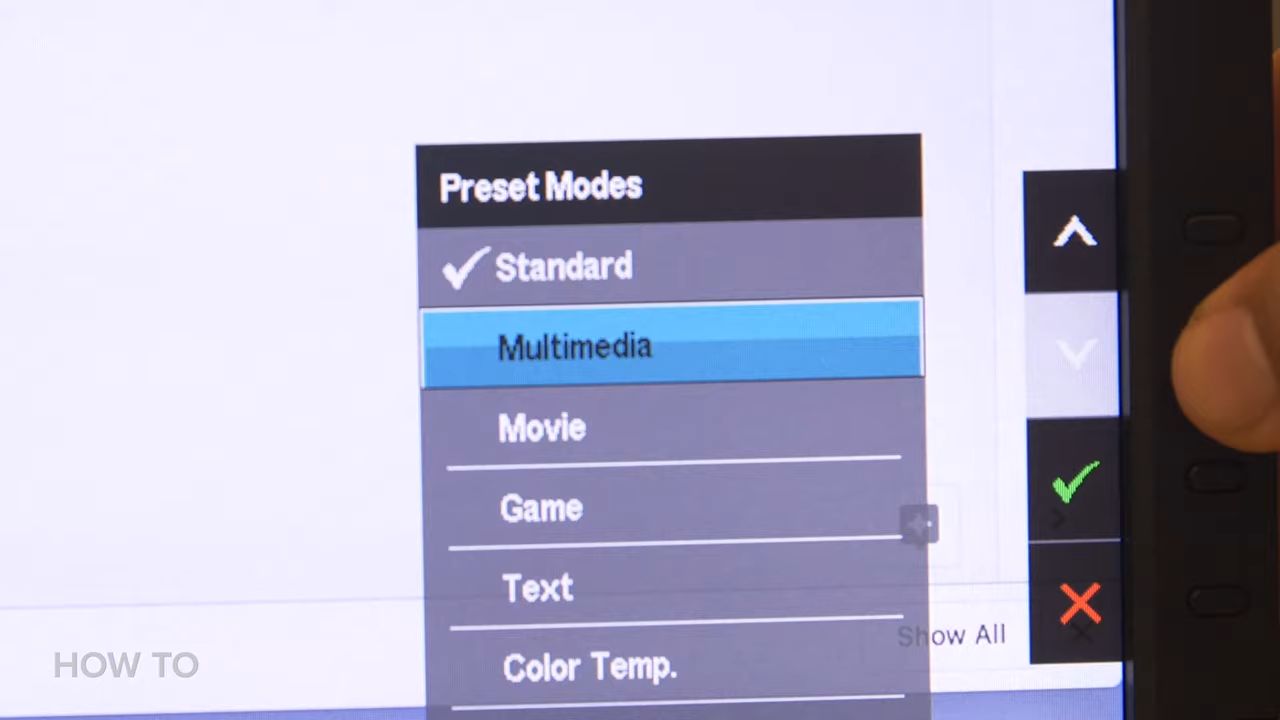 Preset Modes
Standard
Multimedia
Movie
Game
Text
Show All
Color Temp.
HOW TO